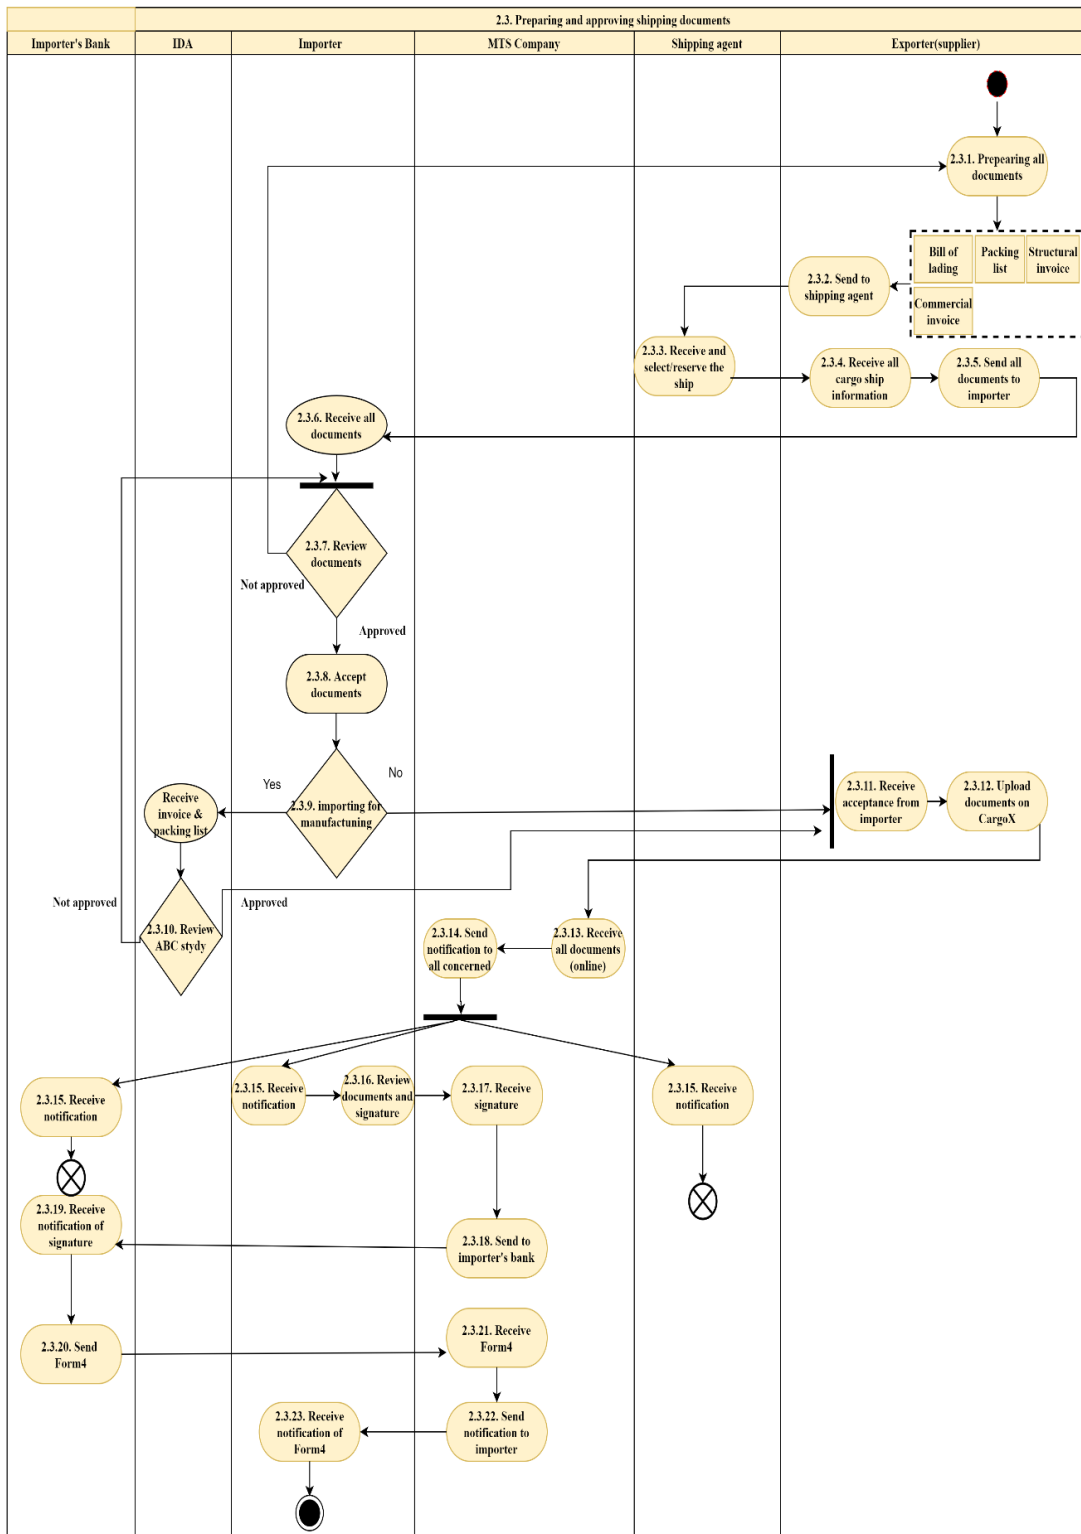 2.3. Preparing and approving shipping documents
Importer's Bank
IDA
Importer
MTS Company
Shipping agent
Exporter(supplier)
2.3.1. Prepearing all
documents
Bill of
lading
Packing
list
Structural
invoice
Commercial
invoice
2.3.2. Send to
shipping agent
2.3.3. Receive and
select/reserve the
ship
2.3.4. Receive all
cargo ship
information
2.3.5. Send all
documents to
importer
2.3.6. Receive all
documents
2.3.7. Review
documents
Not approved
Approved
2.3.8. Accept
documents
Yes
No
2.3.9. importing for
manufactuning
Receive
invoice &
packing list
2.3.11. Receive
acceptance from
importer
2.3.12. Upload
documents on
CargoX
Not approved
Approved
2.3.10. Review
ABC stydy
2.3.14. Send
notification to
all concerned
2.3.13. Receive
all documents
(online)
2.3.15. Receive
notification
2.3.15. Receive
notification
2.3.16. Review
documents and
signature
2.3.17. Receive
signature
2.3.15. Receive
notification
2.3.19. Receive
notification of
signature
2.3.18. Send to
importer's bank
2.3.20. Send
Form4
2.3.21. Receive
Form4
2.3.23. Receive
notification of
Form4
2.3.22. Send
notification to
importer